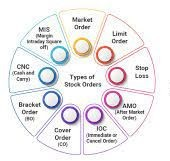 Market
Order
Limit
Order
Stop
Loss
AMO
(After Market
Order)
IOC
(Immediate or
Cancel Order)
Cover
Order
(CO)
Bracket
Order
(BO)
CNC
(Cash and
Carry)
MIS
(Margin
Intraday Square
off)
Types of
Stock Orders